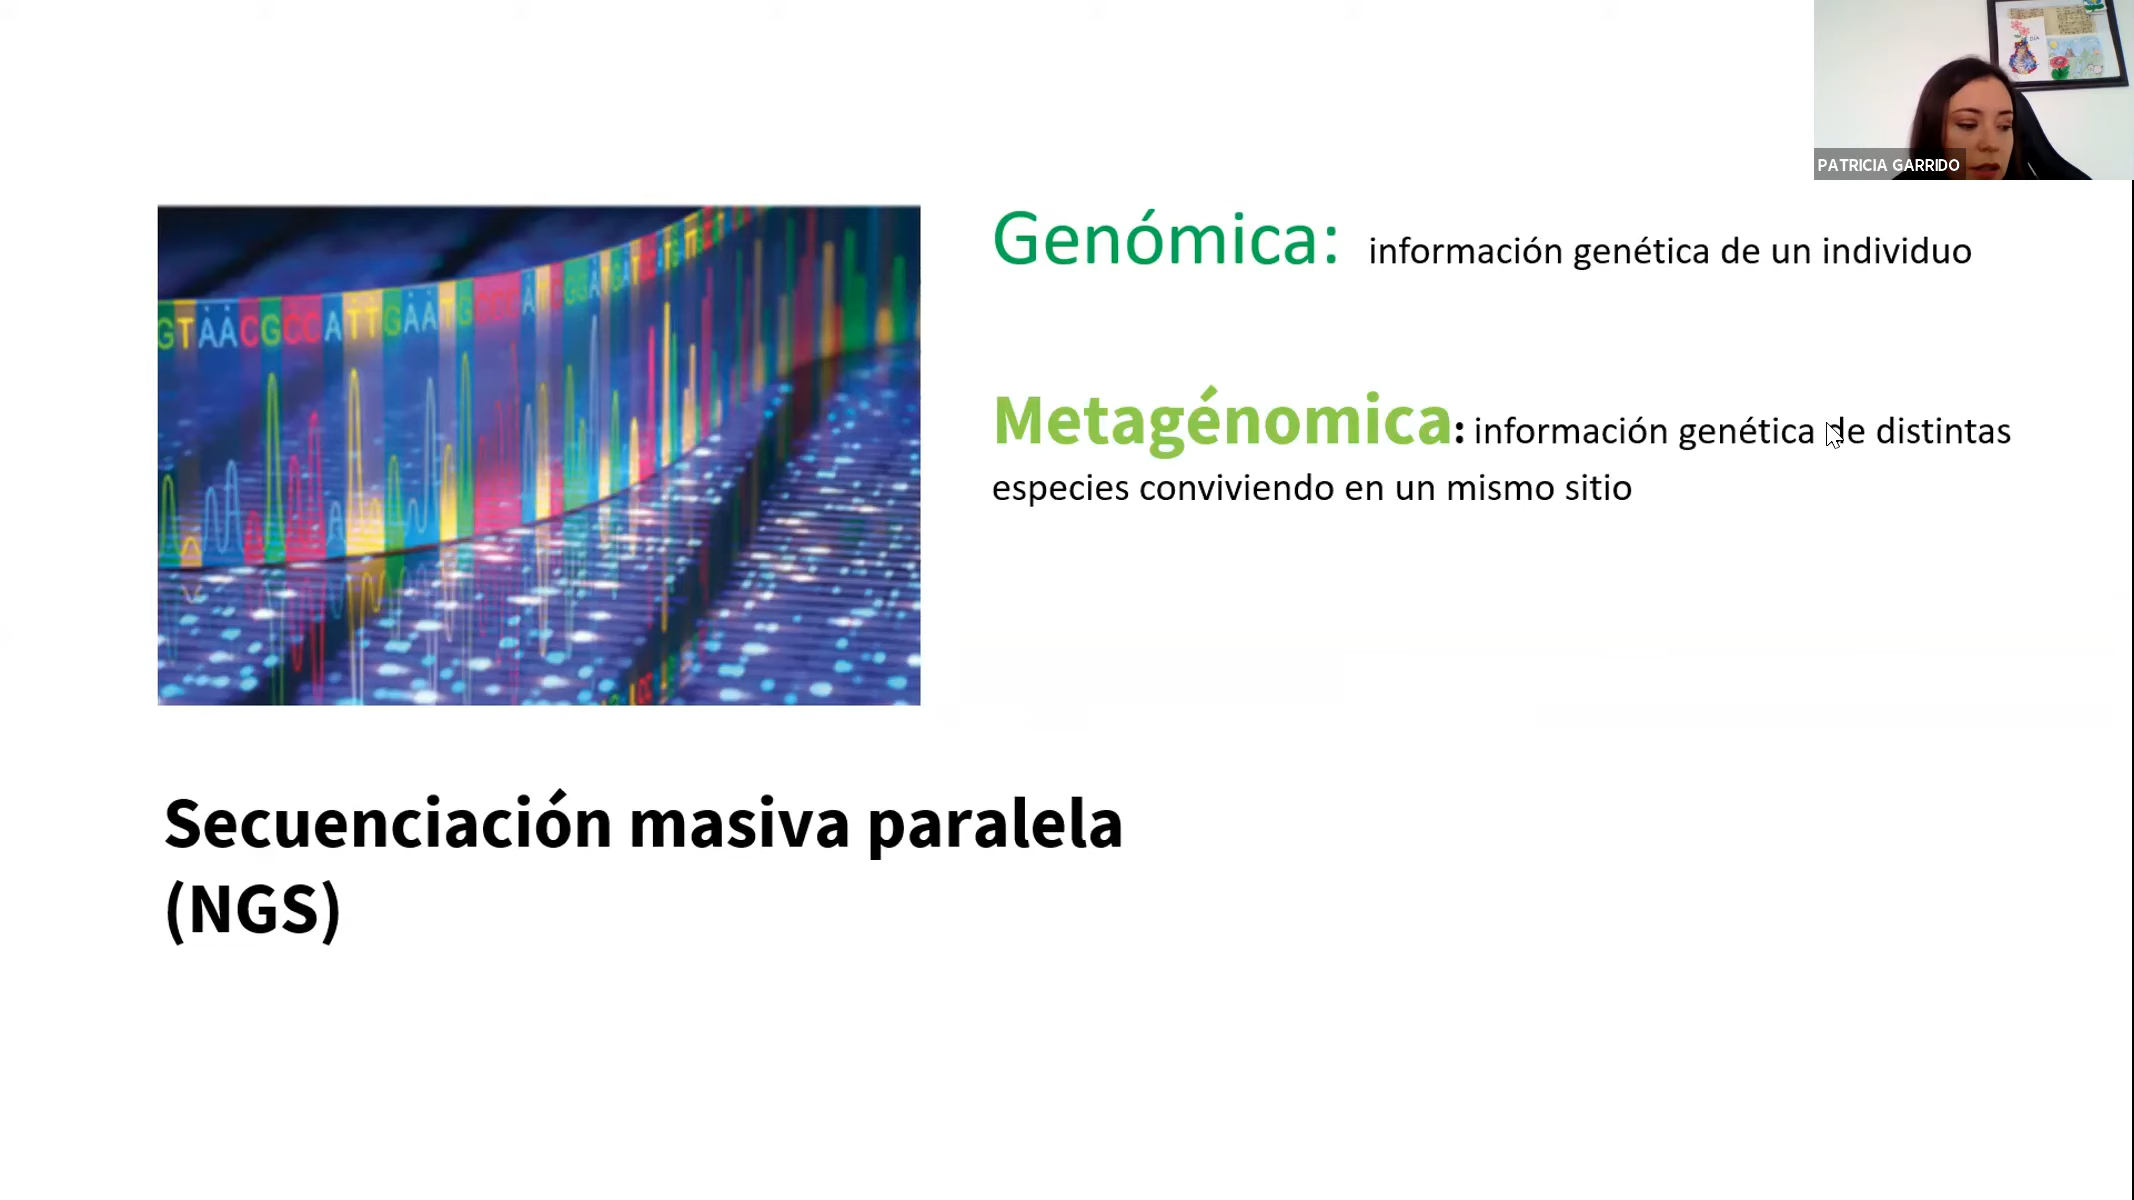 PATRICIA GARRIDO
Genómica: información genética de un individuo
Metagénomica: información genética de distintas
especies conviviendo en un mismo sitio
GTAACGCCATTGAATG
Secuenciación masiva paralela
(NGS)